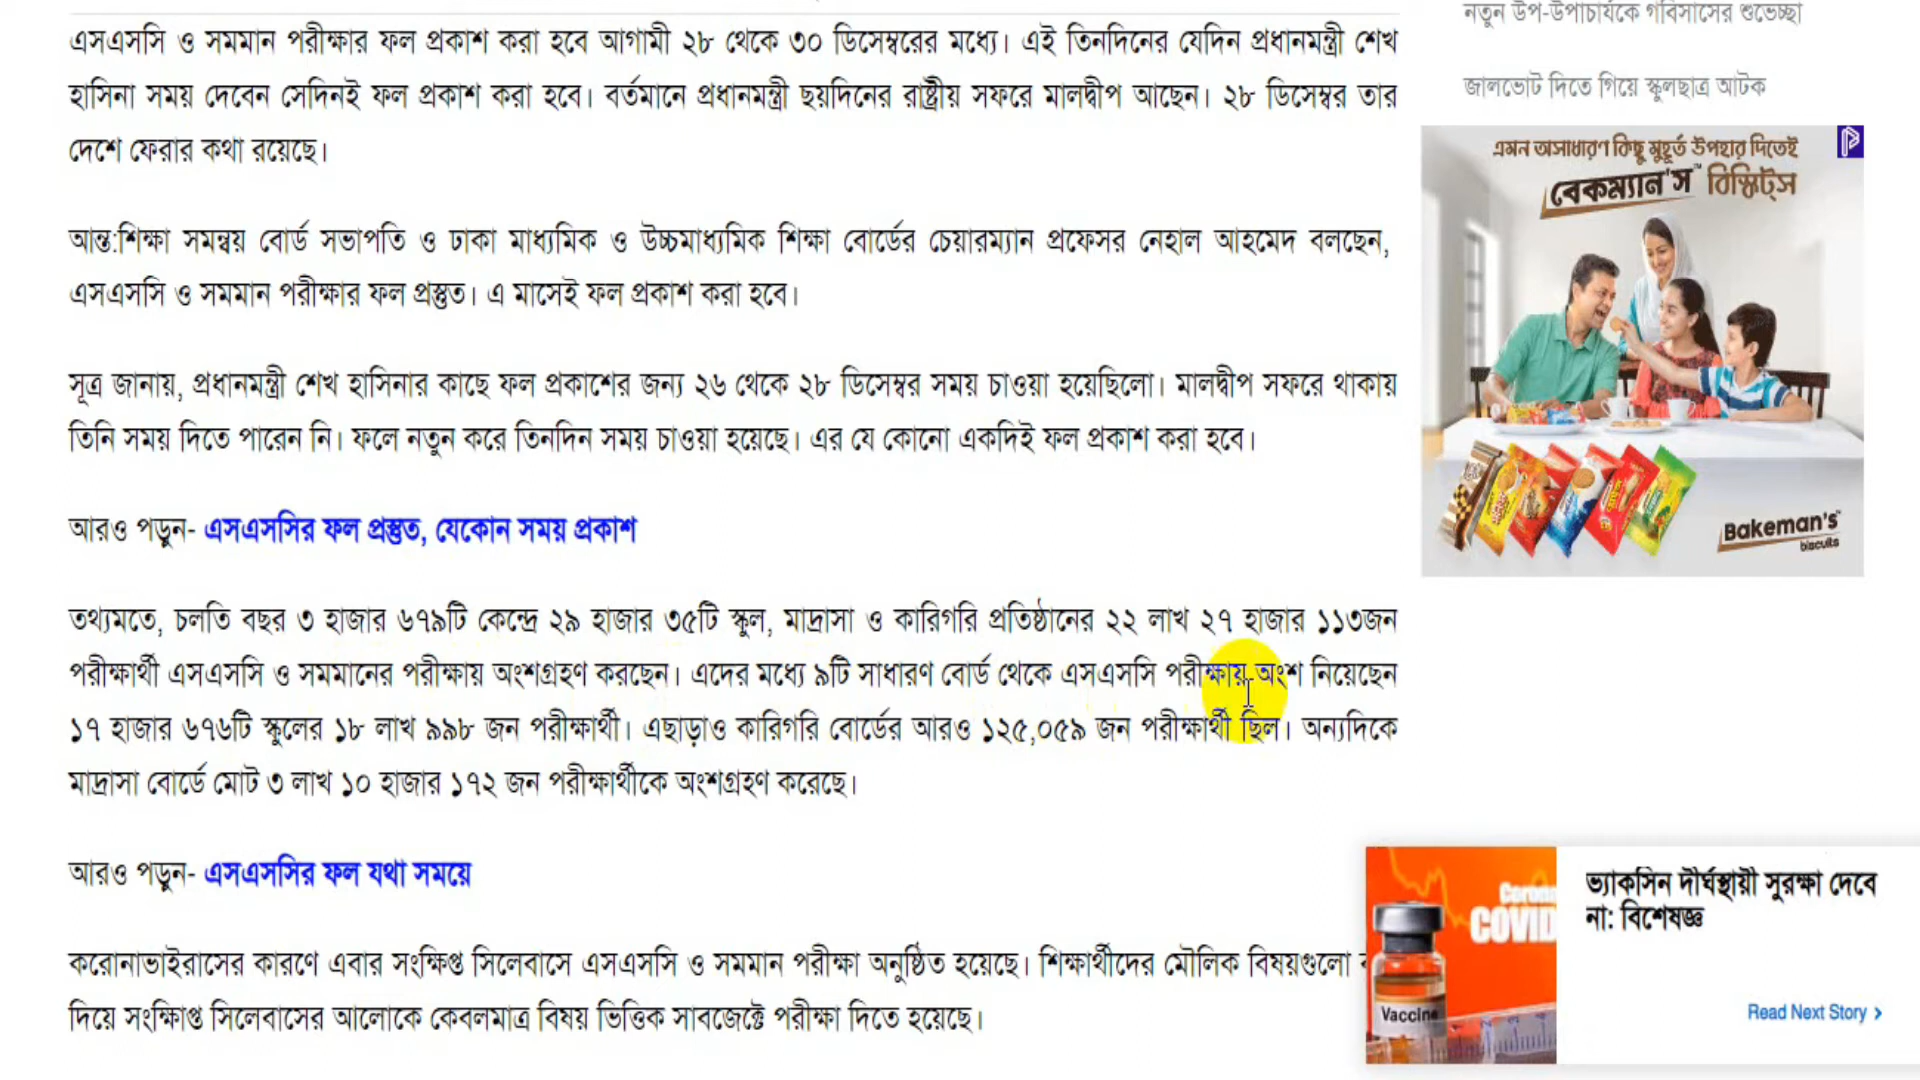 এসএসসি ও সমমান পরীক্ষার ফল প্রকাশ করা হবে আগামী ২৮ থেকে ৩০ ডিসেম্বরের মধ্যে। এই তিনদিনের যেদিন প্রধানমন্ত্রী শেখ
হাসিনা সময় দেবেন সেদিনই ফল প্রকাশ করা হবে। বর্তমানে প্রধানমন্ত্রী ছয়দিনের রাষ্ট্রীয় সফরে মালদ্বীপ আছেন। ২৮ ডিসেম্বর তার
দেশে ফেরার কথা রয়েছে।
আন্ত:শিক্ষা সমন্বয় বোর্ড সভাপতি ও ঢাকা মাধ্যমিক ও উচ্চমাধ্যমিক শিক্ষা বোর্ডের চেয়ারম্যান প্রফেসর নেহাল আহমেদ বলছেন,
এসএসসি ও সমমান পরীক্ষার ফল প্রস্তুত। এ মাসেই ফল প্রকাশ করা হবে।
সূত্র জানায়, প্রধানমন্ত্রী শেখ হাসিনার কাছে ফল প্রকাশের জন্য ২৬ থেকে ২৮ ডিসেম্বর সময় চাওয়া হয়েছিলো। মালদ্বীপ সফরে থাকায়
তিনি সময় দিতে পারেন নি। ফলে নতুন করে তিনদিন সময় চাওয়া হয়েছে। এর যে কোনো একদিই ফল প্রকাশ করা হবে।
আরও পড়ুন- এসএসসির ফল প্রস্তুত, যেকোন সময় প্রকাশ
তথ্যমতে, চলতি বছর ৩ হাজার ৬৭৯টি কেন্দ্রে ২৯ হাজার ৩৫টি স্কুল, মাদ্রাসা ও কারিগরি প্রতিষ্ঠানের ২২ লাখ ২৭ হাজার ১১৩জন
পরীক্ষার্থী এসএসসি ও সমমানের পরীক্ষায় অংশগ্রহণ করছেন। এদের মধ্যে ৯টি সাধারণ বোর্ড থেকে এসএসসি পরীক্ষায় অংশ নিয়েছেন
১৭ হাজার ৬৭৬টি স্কুলের ১৮ লাখ ৯৯৮ জন পরীক্ষার্থী। এছাড়াও কারিগরি বোর্ডের আরও ১২৫,০৫৯ জন পরীক্ষার্থী ছিল। অন্যদিকে
মাদ্রাসা বোর্ডে মোট ৩ লাখ ১০ হাজার ১৭২ জন পরীক্ষার্থীকে অংশগ্রহণ করেছে।
আরও পড়ুন- এসএসসির ফল যথা সময়ে
করোনাভাইরাসের কারণে এবার সংক্ষিপ্ত সিলেবাসে এসএসসি ও সমমান পরীক্ষা অনুষ্ঠিত হয়েছে। শিক্ষার্থীদের মৌলিক বিষয়গুলো
দিয়ে সংক্ষিাপ্ত সিলেবাসের আলোকে কেবলমাত্র বিষয় ভিত্তিক সাবজেক্টে পরীক্ষা দিতে হয়েছে।
নতুন উপ-উপাচার্যকে গবিসাসের শুভেচ্ছা
জালভোট দিতে গিয়ে স্কুলছাত্র আটক
এমন অসাধারণ কিছু মুহূর্ত উপহার দিতেই
বেকম্যান'স™ বিস্কিট্‌স
Bakeman's™
biscuits
COVID
Vaccine
ভ্যাকসিন দীর্ঘস্থায়ী সুরক্ষা দেবে
না: বিশেষজ্ঞ
Read Next Story >